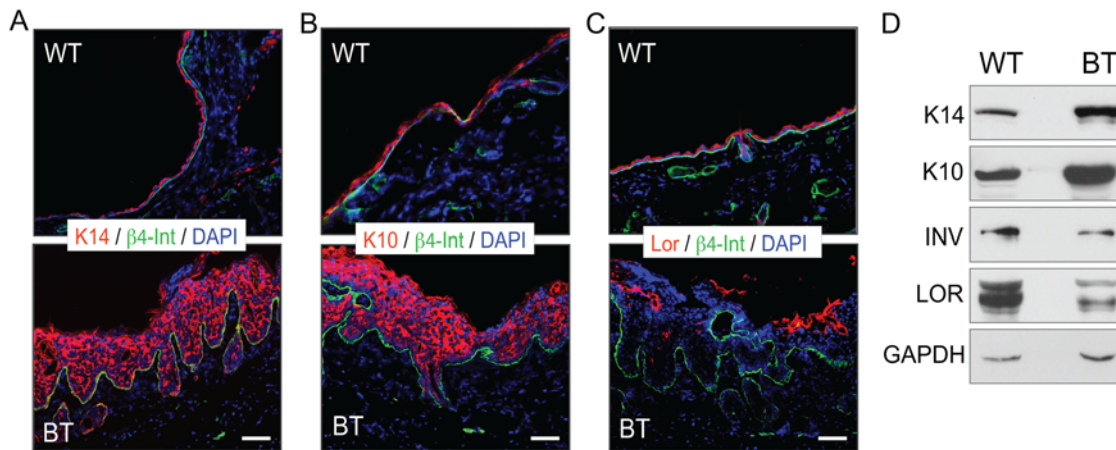 A
WT
K14 / β4-Int / DAPI
BT
B
WT
K10 / β4-Int / DAPI
BT
C
WT
Lor / β4-Int / DAPI
BT
D
WT BT
K14
K10
INV
LOR
GAPDH